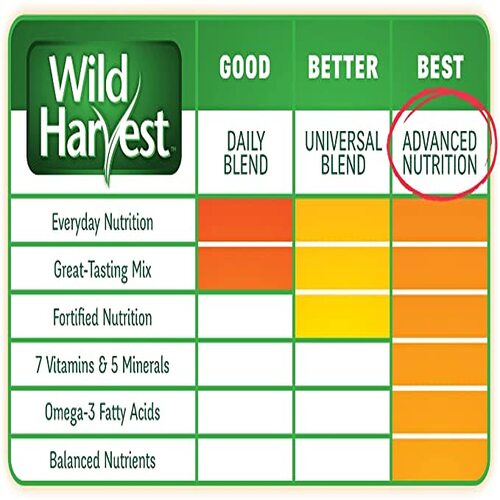 Wild
Harvest™
GOOD
BETTER
BEST
DAILY
BLEND
UNIVERSAL
BLEND
ADVANCED
NUTRITION
Everyday Nutrition
Great-Tasting Mix
Fortified Nutrition
7 Vitamins & 5 Minerals
Omega-3 Fatty Acids
Balanced Nutrients